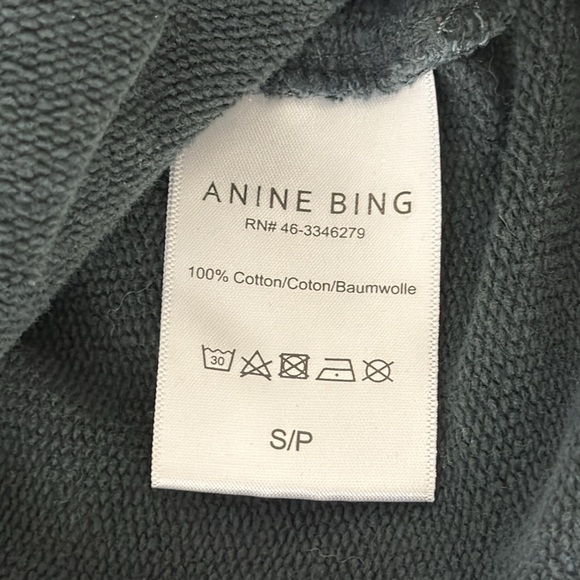 ANINE BING
RN# 46-3346279
100% Cotton/Coton/Baumwolle
30
S/P